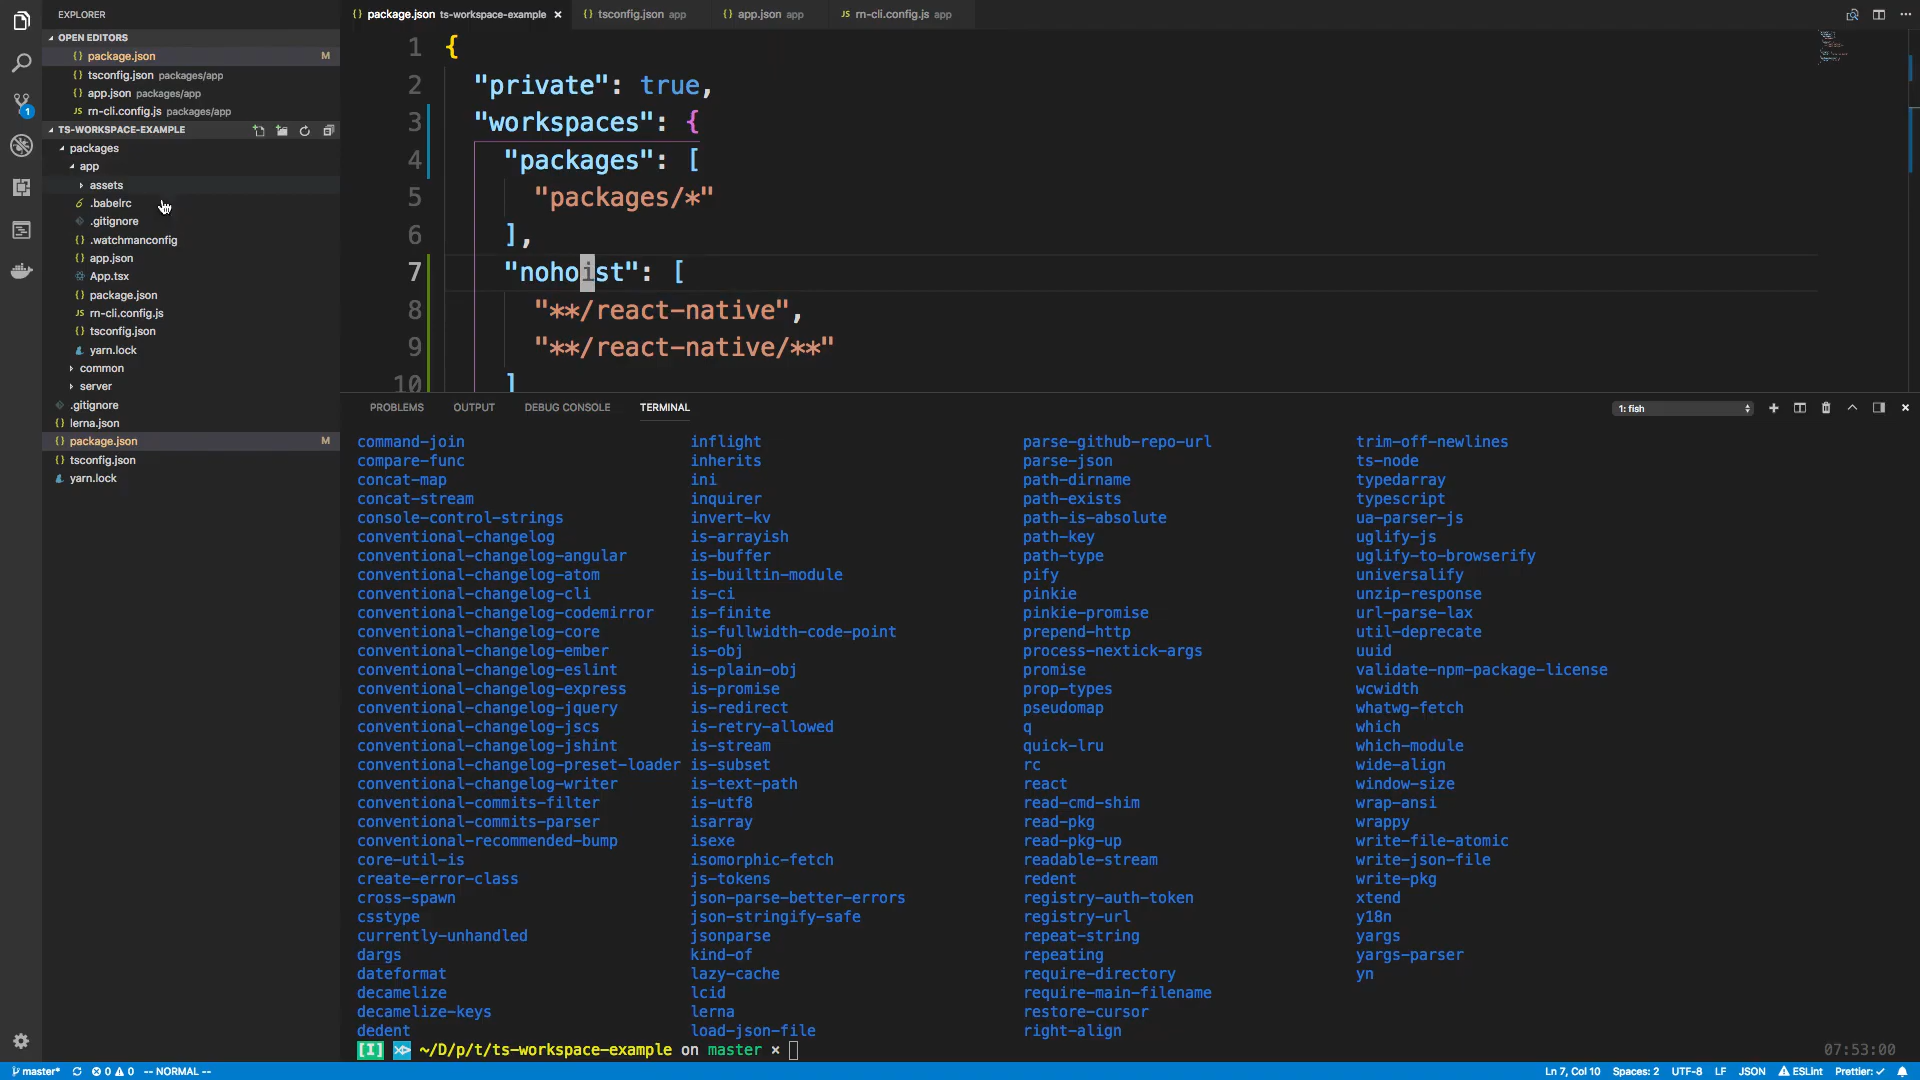 EXPLORER
OPEN EDITORS
{} package.json M
{} tsconfig.json packages/app
{} app.json packages/app
JS rn-cli.config.js packages/app
TS-WORKSPACE-EXAMPLE
packages
app
assets
.babelrc
.gitignore
{} .watchmanconfig
{} app.json
App.tsx
{} package.json
JS rn-cli.config.js
{} tsconfig.json
yarn.lock
common
server
.gitignore
{} lerna.json
{} package.json M
{} tsconfig.json
yarn.lock
1
{} package.json ts-workspace-example ×
{} tsconfig.json app
{} app.json app
JS rn-cli.config.js app
1 {
2 "private": true,
3 "workspaces": {
4 "packages": [
5 "packages/*"
6 ],
7 "nohoist": [
8 "**/react-native",
9 "**/react-native/**"
10 ]
PROBLEMS OUTPUT DEBUG CONSOLE TERMINAL 1: fish
command-join inflight parse-github-repo-url trim-off-newlines
compare-func inherits parse-json ts-node
concat-map ini path-dirname typedarray
concat-stream inquirer path-exists typescript
console-control-strings invert-kv path-is-absolute ua-parser-js
conventional-changelog is-arrayish path-key uglify-js
conventional-changelog-angular is-buffer path-type uglify-to-browserify
conventional-changelog-atom is-builtin-module pify universalify
conventional-changelog-cli is-ci pinkie unzip-response
conventional-changelog-codemirror is-finite pinkie-promise url-parse-lax
conventional-changelog-core is-fullwidth-code-point prepend-http util-deprecate
conventional-changelog-ember is-obj process-nextick-args uuid
conventional-changelog-eslint is-plain-obj promise validate-npm-package-license
conventional-changelog-express is-promise prop-types wcwidth
conventional-changelog-jquery is-redirect pseudomap whatwg-fetch
conventional-changelog-jscs is-retry-allowed q which
conventional-changelog-jshint is-stream quick-lru which-module
conventional-changelog-preset-loader is-subset rc wide-align
conventional-changelog-writer is-text-path react window-size
conventional-commits-filter is-utf8 read-cmd-shim wrap-ansi
conventional-commits-parser isarray read-pkg wrappy
conventional-recommended-bump isexe read-pkg-up write-file-atomic
core-util-is isomorphic-fetch readable-stream write-json-file
create-error-class js-tokens redent write-pkg
cross-spawn json-parse-better-errors registry-auth-token xtend
csstype json-stringify-safe registry-url y18n
currently-unhandled jsonparse repeat-string yargs
dargs kind-of repeating yargs-parser
dateformat lazy-cache require-directory yn
decamelize lcid require-main-filename
decamelize-keys lerna restore-cursor
dedent load-json-file right-align
[I] ~/D/p/t/ts-workspace-example on master × 07:53:00
master* 0 0 -- NORMAL -- Ln 7, Col 10 Spaces: 2 UTF-8 LF JSON ESLint Prettier: ✓